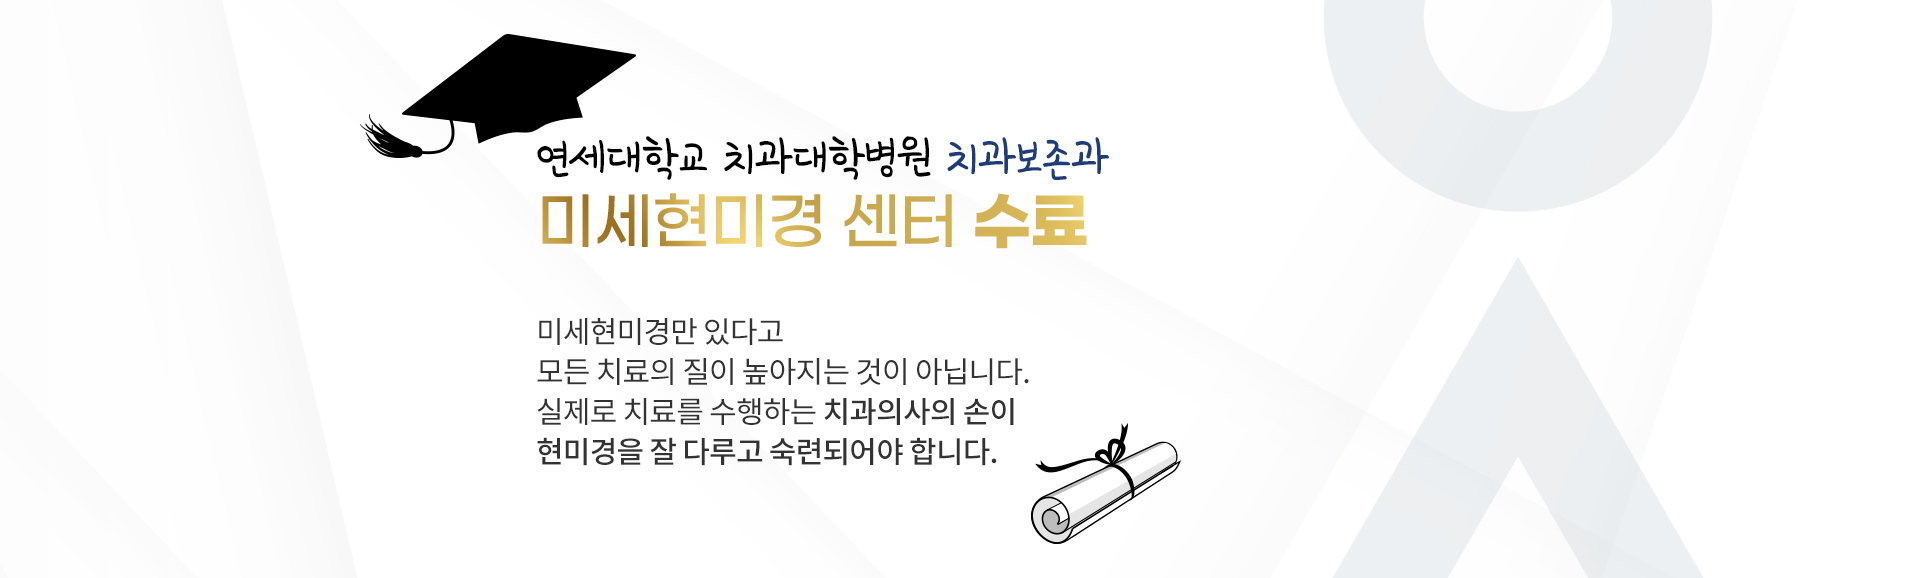 연세대학교 치과대학병원 치과보존과
미세현미경 센터 수료
미세현미경만 있다고
모든 치료의 질이 높아지는 것이 아닙니다.
실제로 치료를 수행하는 치과의사의 손이
현미경을 잘 다루고 숙련되어야 합니다.